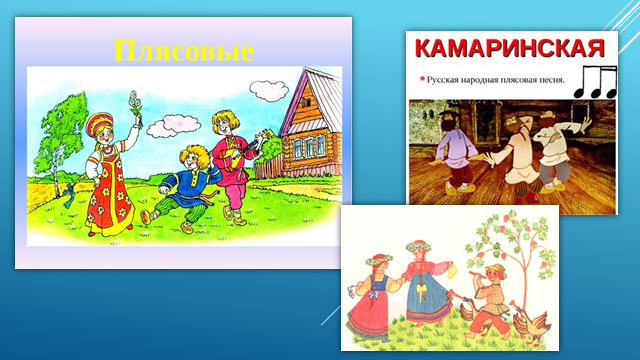 Плясовые
КАМАРИНСКАЯ
Русская народная плясовая песня.